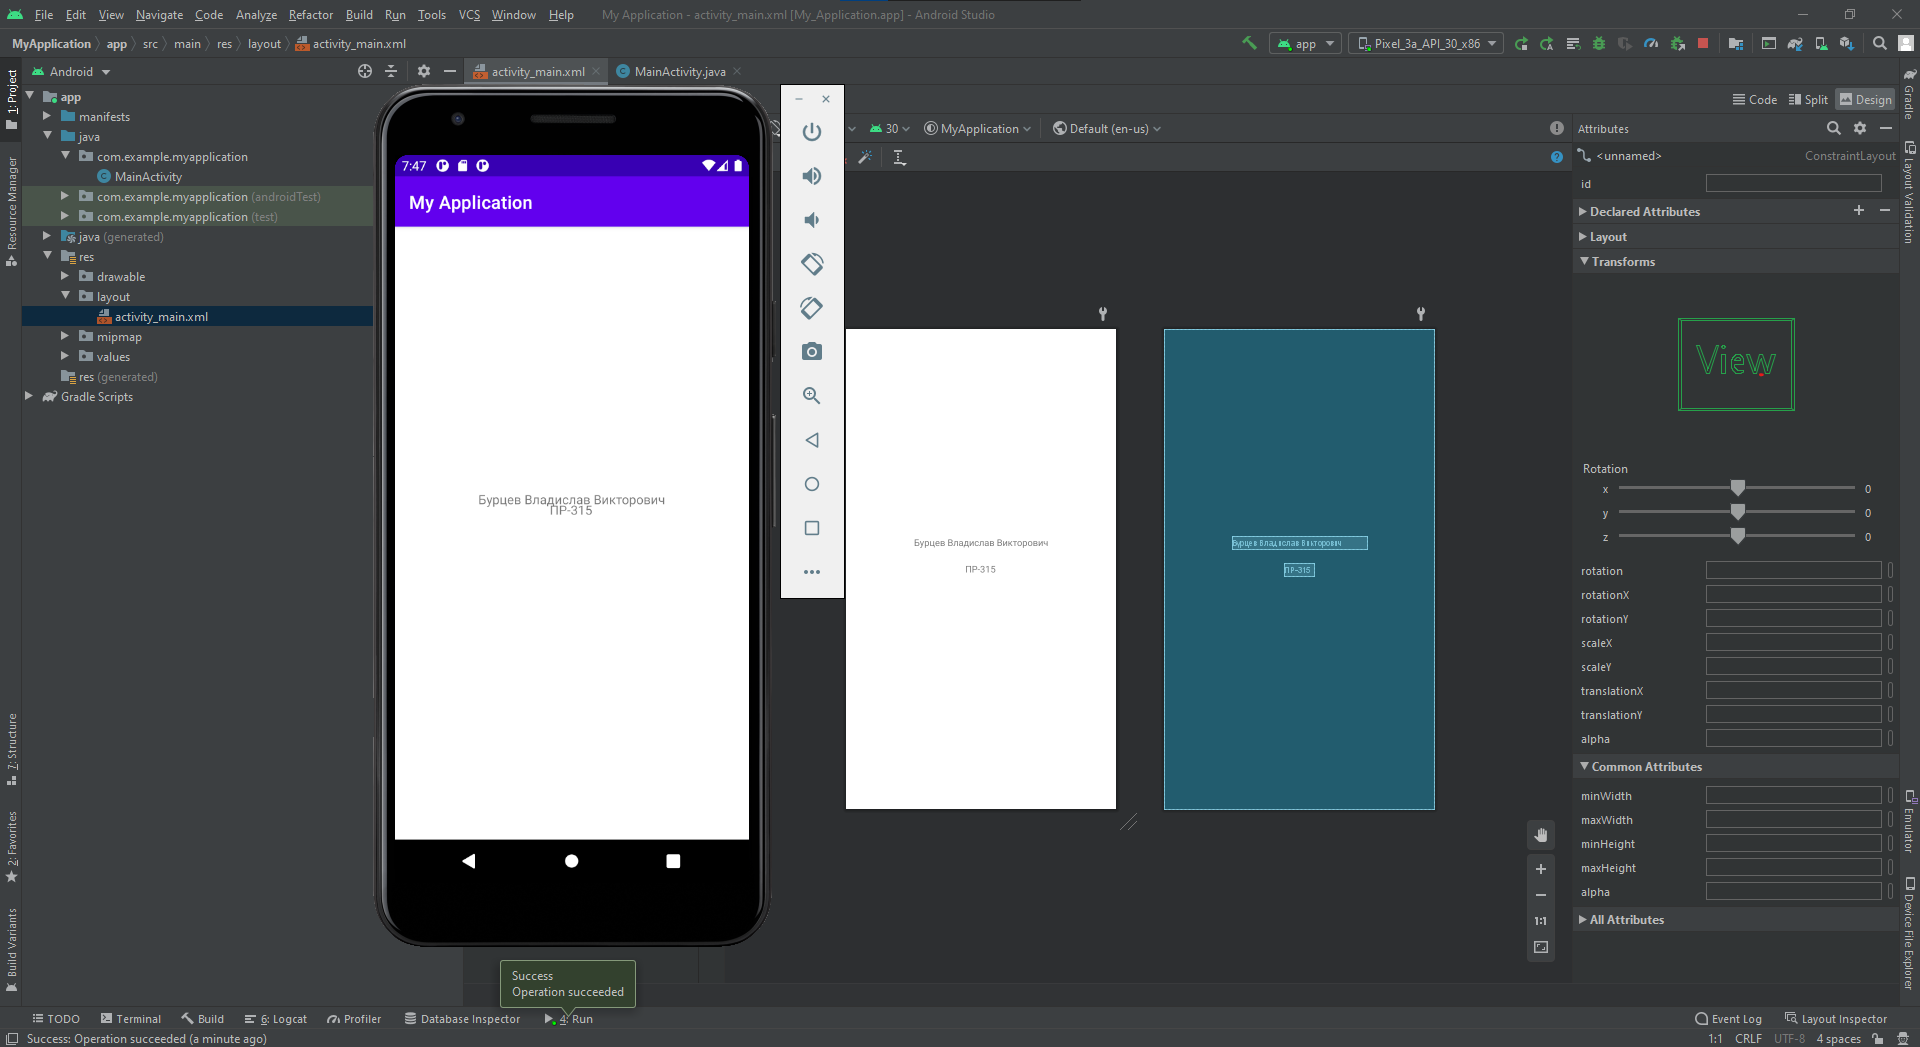 File Edit View Navigate Code Analyze Refactor Build Run Tools VCS Window Help My Application - activity_main.xml [My_Application.app] - Android Studio
MyApplication app src main res layout activity_main.xml app Pixel_3a_API_30_x86
Android activity_main.xml MainActivity.java
Code Split Design
app
manifests
java
com.example.myapplication
MainActivity
com.example.myapplication (androidTest)
com.example.myapplication (test)
java (generated)
res
drawable
layout
activity_main.xml
mipmap
values
res (generated)
Gradle Scripts
1: Project
Resource Manager
7: Structure
2: Favorites
Build Variants
7:47
My Application
Бурцев Владислав Викторович
ПР-315
30 MyApplication Default (en-us)
Бурцев Владислав Викторович
ПР-315
Бурцев Владислав Викторович
ПР-315
1:1
Attributes
<unnamed> ConstraintLayout
id
Declared Attributes
Layout
Transforms
View
Rotation
x 0
y 0
z 0
rotation
rotationX
rotationY
scaleX
scaleY
translationX
translationY
alpha
Common Attributes
minWidth
maxWidth
minHeight
maxHeight
alpha
All Attributes
Gradle
Layout Validation
Emulator
Device File Explorer
Success
Operation succeeded
TODO Terminal Build 6: Logcat Profiler Database Inspector 4: Run Event Log Layout Inspector
Success: Operation succeeded (a minute ago) 1:1 CRLF UTF-8 4 spaces